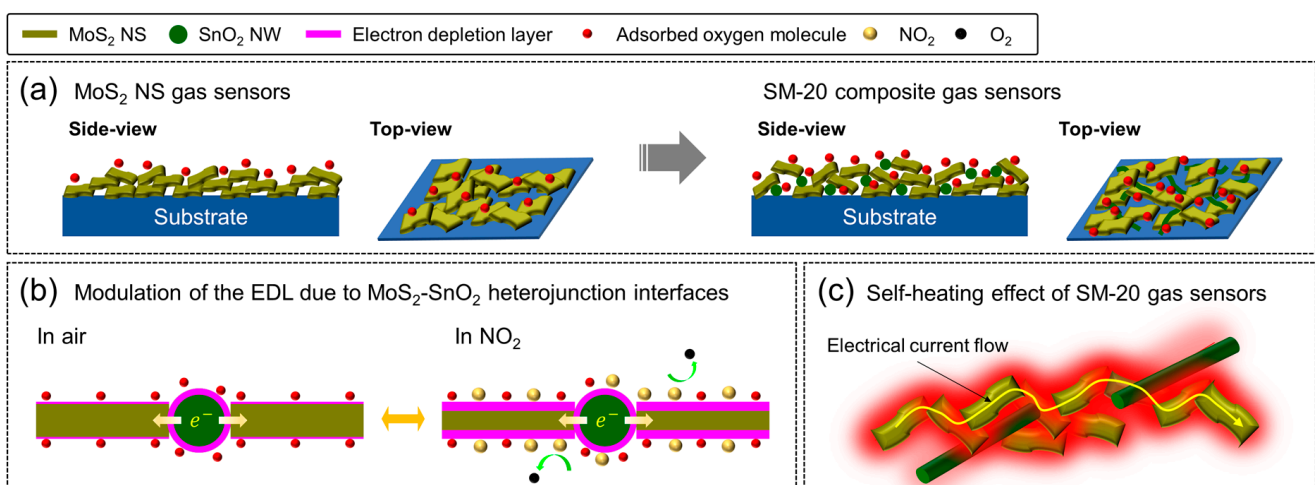 MoS₂ NS SnO₂ NW Electron depletion layer Adsorbed oxygen molecule NO₂ O₂
(a) MoS₂ NS gas sensors SM-20 composite gas sensors
Side-view Top-view Side-view Top-view
Substrate Substrate
(b) Modulation of the EDL due to MoS₂-SnO₂ heterojunction interfaces
In air In NO₂
e⁻ e⁻
(c) Self-heating effect of SM-20 gas sensors
Electrical current flow